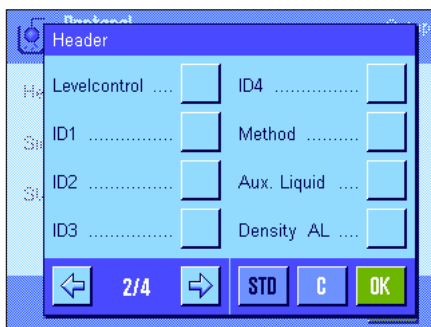 Header
Levelcontrol ....
ID1 ................
ID2 ................
ID3 ................
ID4 ................
Method ..........
Aux. Liquid ....
Density AL ....
2/4
STD
C
OK